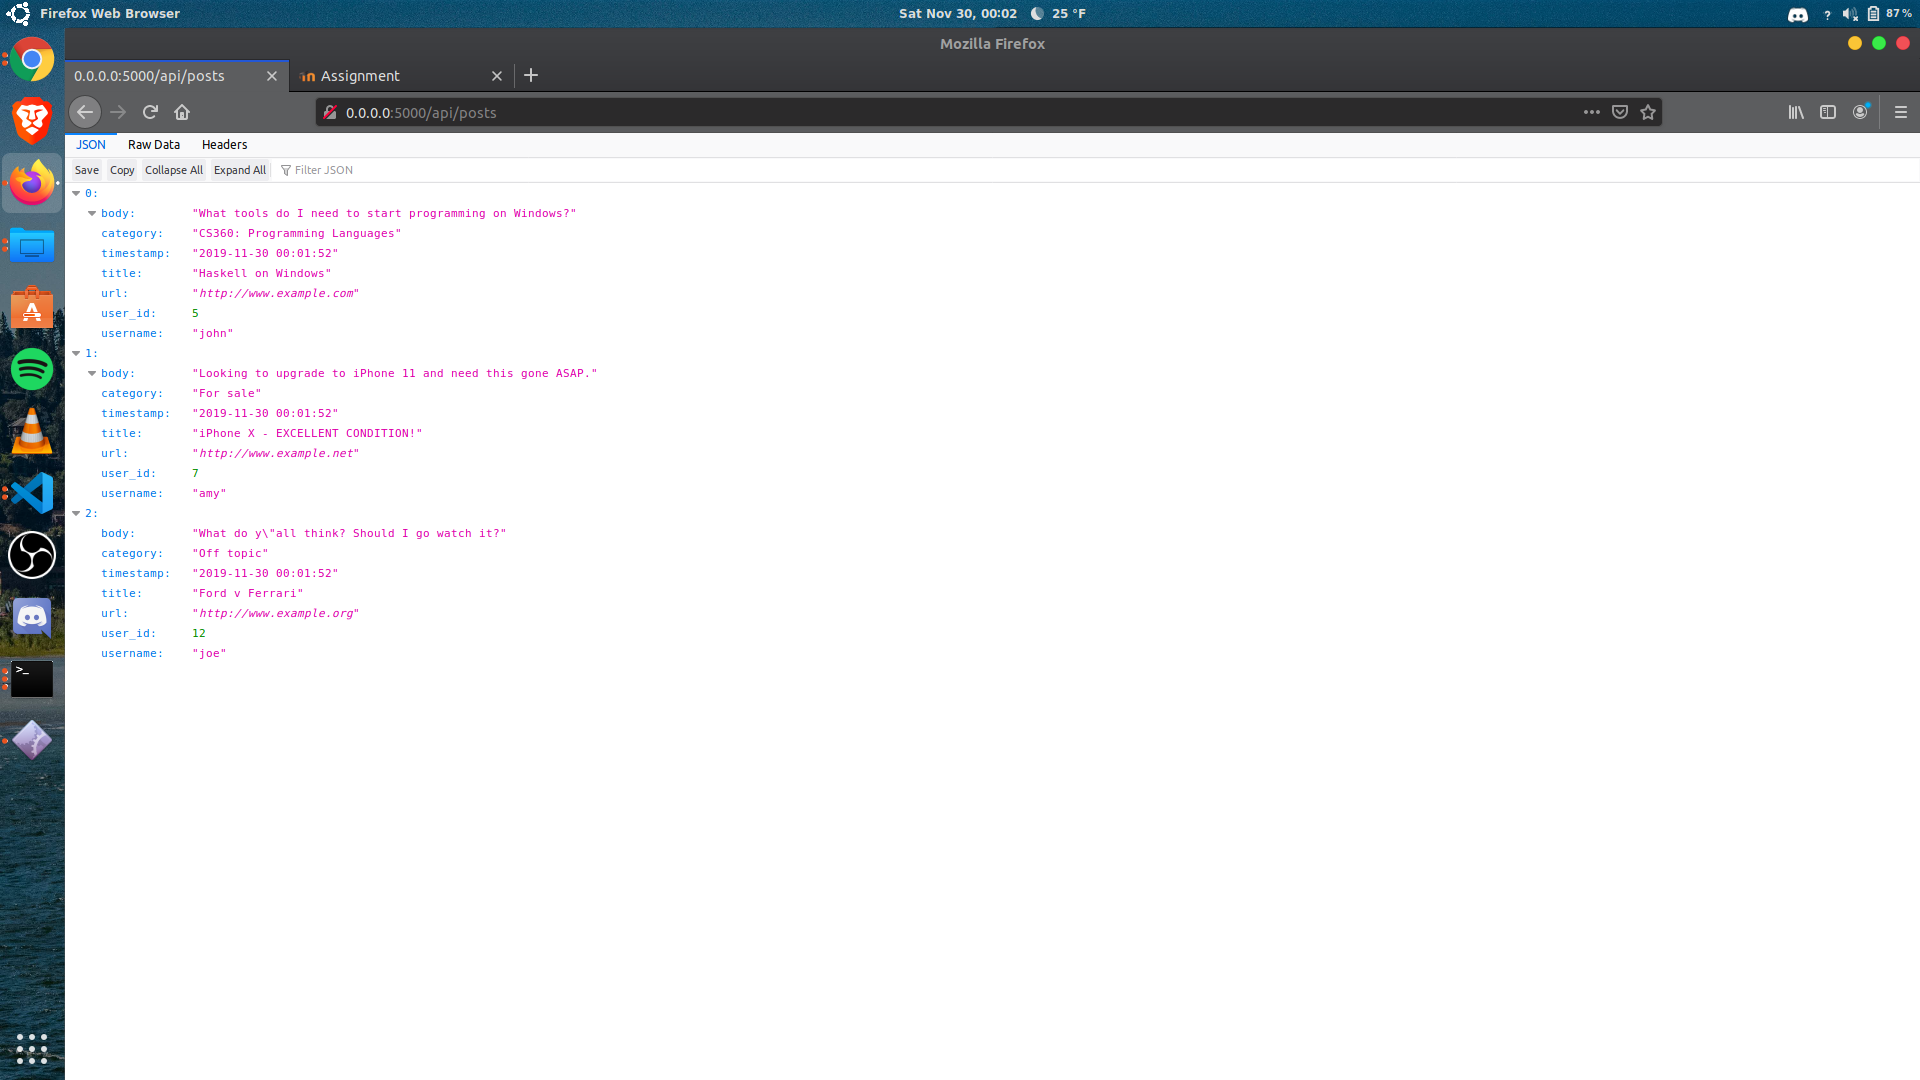 Firefox Web Browser
Sat Nov 30, 00:02 25 °F
? 87 %
Mozilla Firefox
0.0.0.0:5000/api/posts
Assignment
0.0.0.0:5000/api/posts
JSON Raw Data Headers
Save Copy Collapse All Expand All Filter JSON
0:
body: "What tools do I need to start programming on Windows?"
category: "CS360: Programming Languages"
timestamp: "2019-11-30 00:01:52"
title: "Haskell on Windows"
url: "http://www.example.com"
user_id: 5
username: "john"
1:
body: "Looking to upgrade to iPhone 11 and need this gone ASAP."
category: "For sale"
timestamp: "2019-11-30 00:01:52"
title: "iPhone X - EXCELLENT CONDITION!"
url: "http://www.example.net"
user_id: 7
username: "amy"
2:
body: "What do y\"all think? Should I go watch it?"
category: "Off topic"
timestamp: "2019-11-30 00:01:52"
title: "Ford v Ferrari"
url: "http://www.example.org"
user_id: 12
username: "joe"
>_